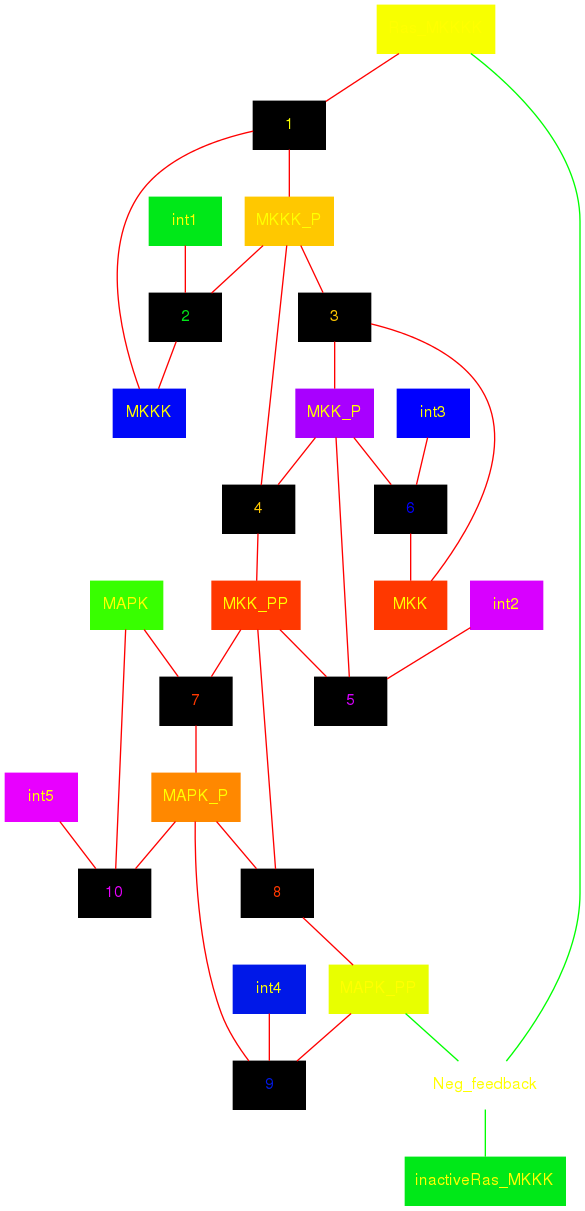 1
int1
MKKK_P
2
3
MKKK
MKK_P
int3
4
6
MAPK
MKK_PP
MKK
int2
7
5
int5
MAPK_P
10
8
int4
MAPK_PP
9
Neg_feedback
inactiveRas_MKKK